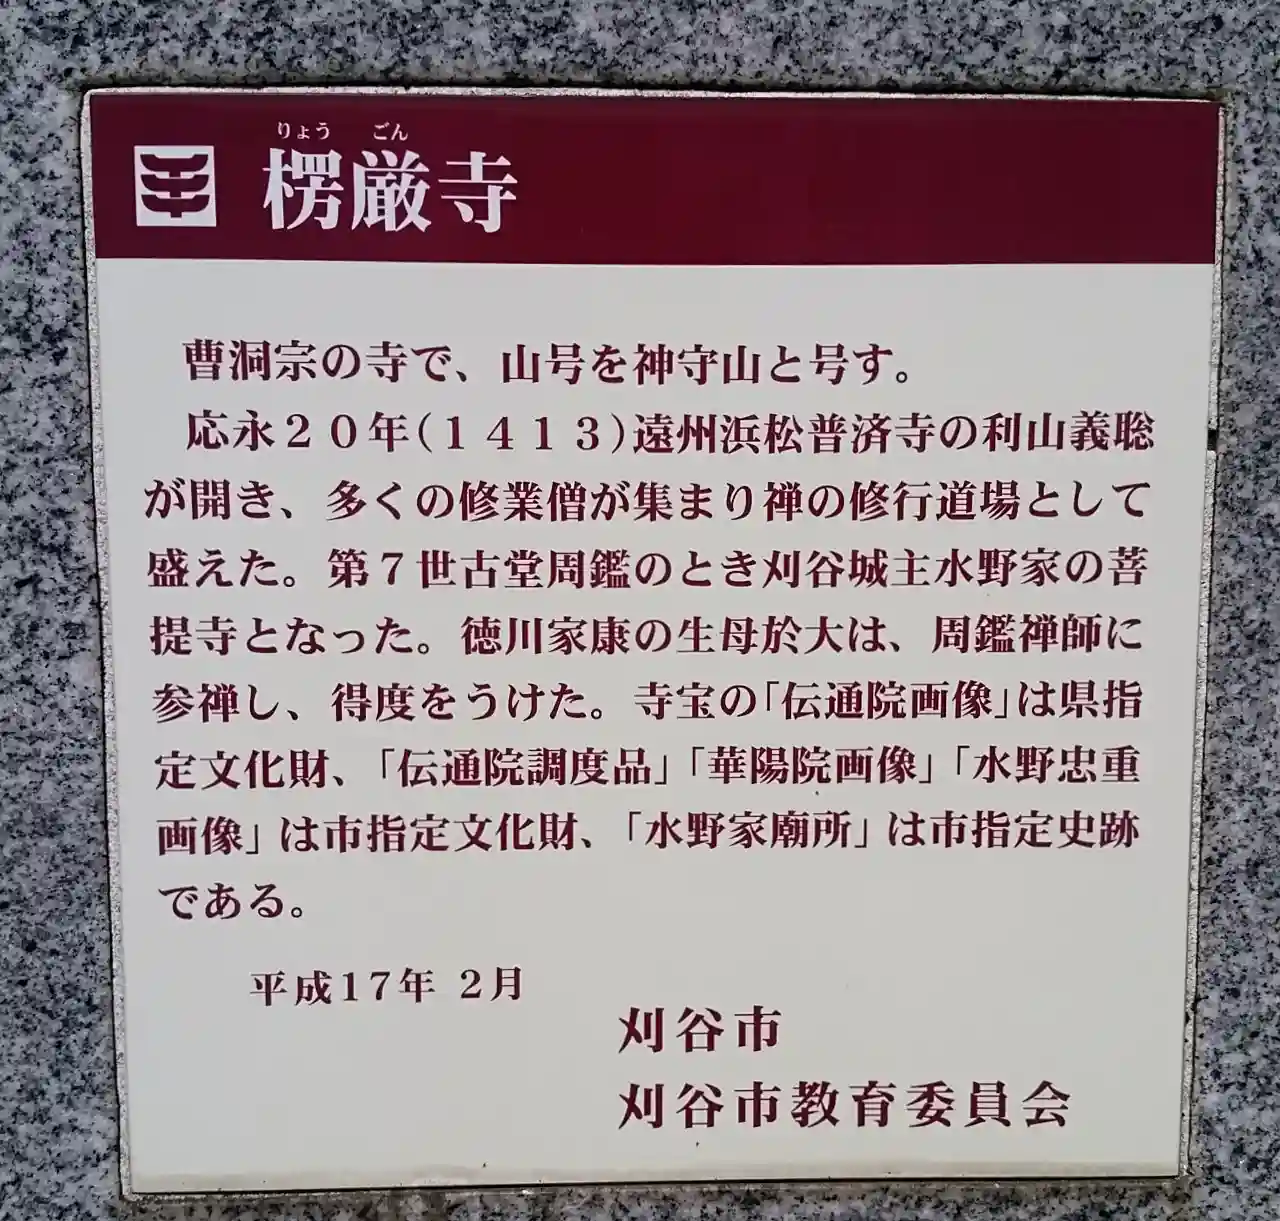 りょう ごん
楞厳寺
曹洞宗の寺で、山号を神守山と号す。
応永20年(1413)遠州浜松普済寺の利山義聡
が開き、多くの修業僧が集まり禅の修行道場として
盛えた。第7世古堂周鑑のとき刈谷城主水野家の菩
提寺となった。徳川家康の生母於大は、周鑑禅師に
参禅し、得度をうけた。寺宝の「伝通院画像」は県指
定文化財、「伝通院調度品」「華陽院画像」「水野忠重
画像」は市指定文化財、「水野家廟所」は市指定史跡
である。
平成17年 2月
刈谷市
刈谷市教育委員会